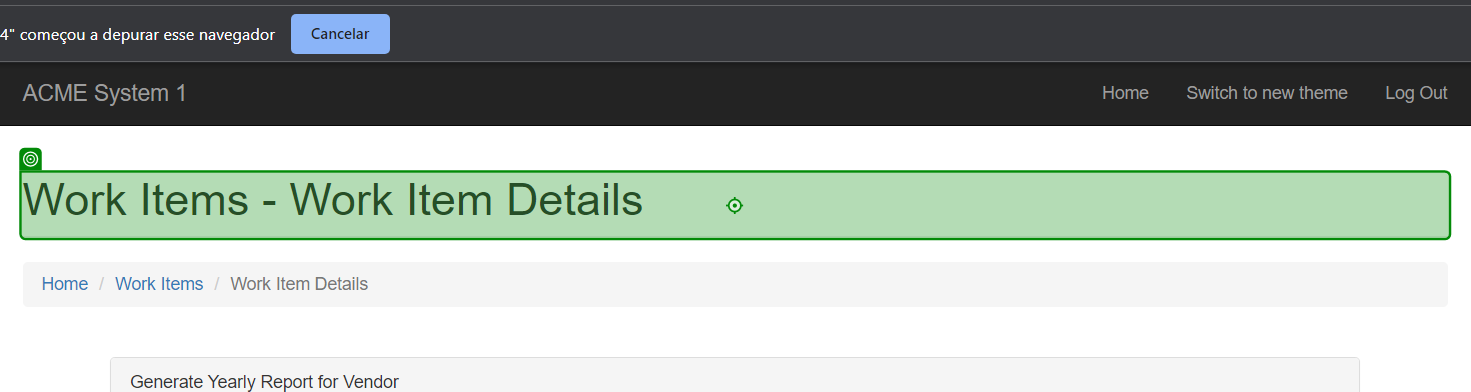 4" começou a depurar esse navegador Cancelar
ACME System 1 Home Switch to new theme Log Out
Work Items - Work Item Details
Home / Work Items / Work Item Details
Generate Yearly Report for Vendor